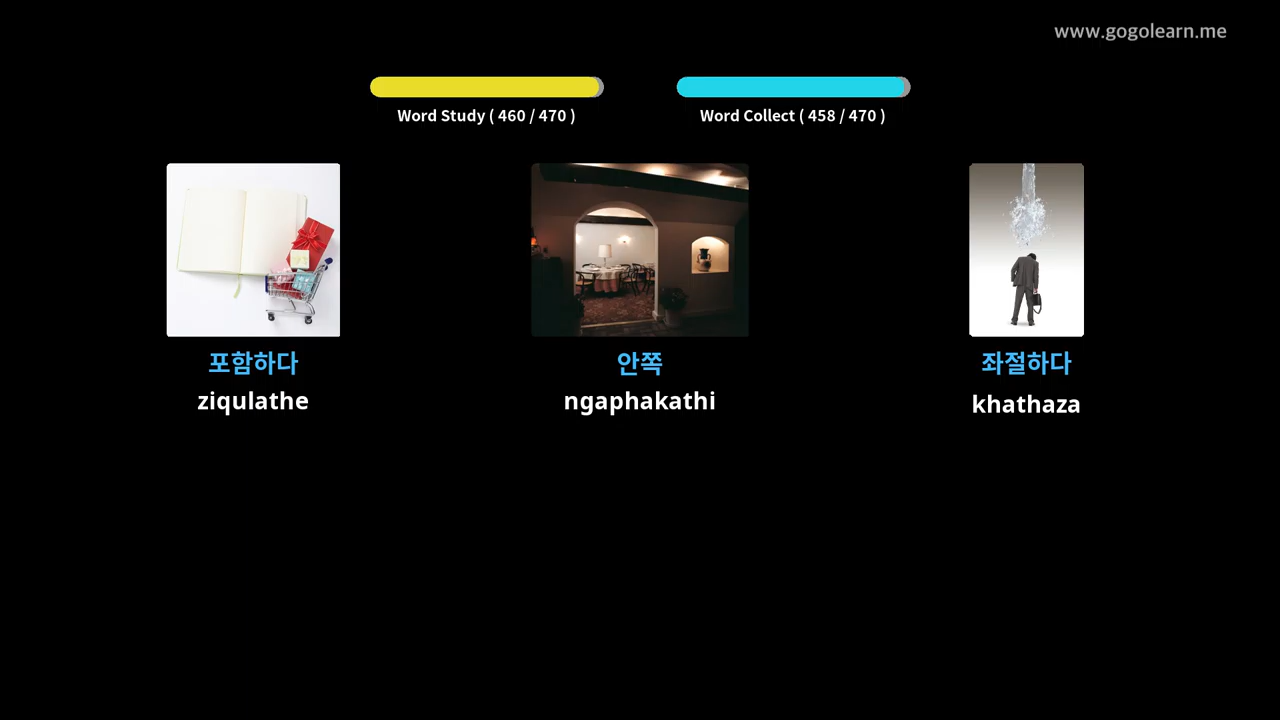 www.gogolearn.me
Word Study ( 460 / 470 )
Word Collect ( 458 / 470 )
포함하다
ziqulathe
안쪽
ngaphakathi
좌절하다
khathaza